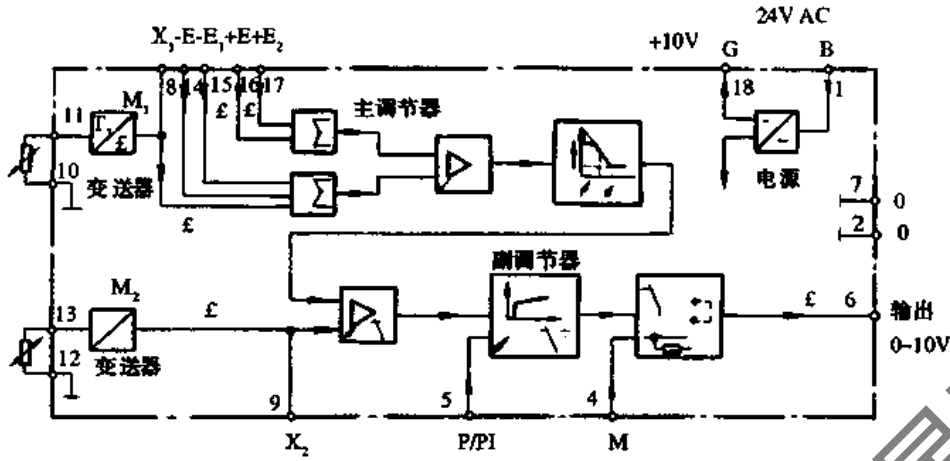 24V AC
X₁-E-E₁+E+E₂
+10V
G
B
8
14
15
16
17
18
1
11
M₁
£
£
主调节器
10
变送器
电源
7
0
2
0
£
副调节器
13
M₂
£
£
6
输出
0~10V
12
变送器
9
5
4
X₂
P/PI
M